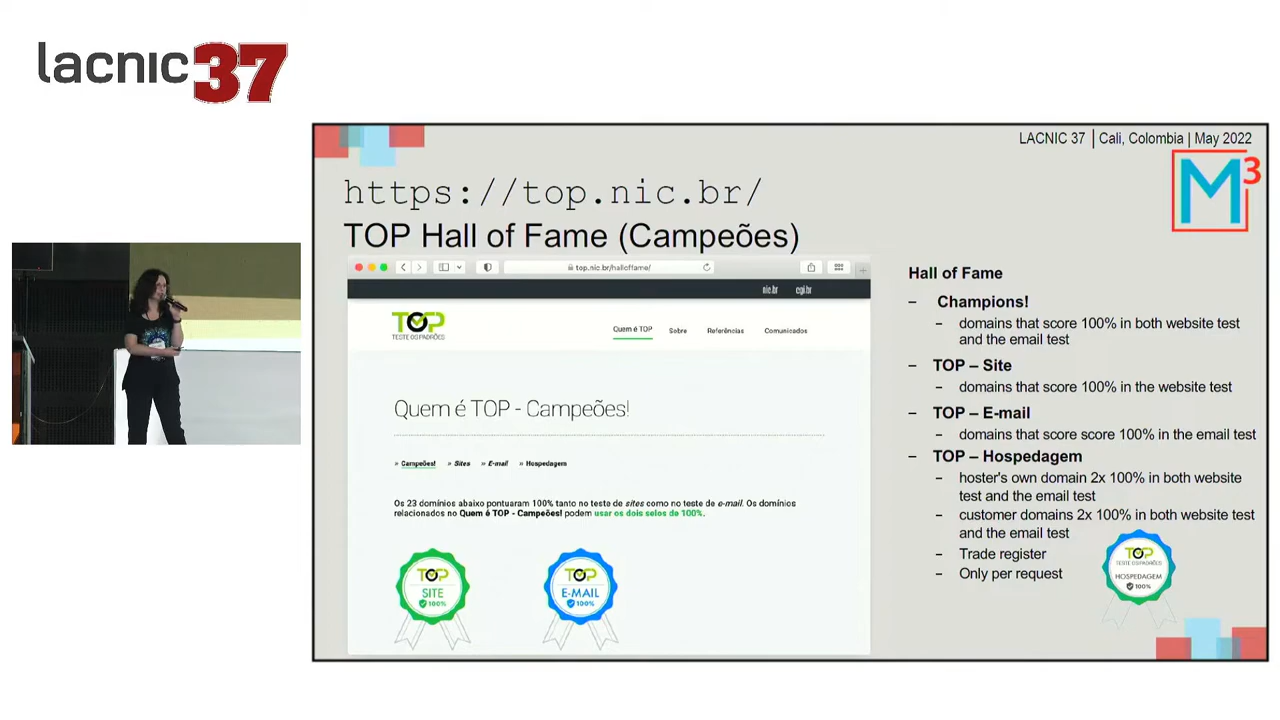 lacnic37
LACNIC 37 | Cali, Colombia | May 2022
M3
https://top.nic.br/
TOP Hall of Fame (Campeões)
top.nic.br/halloffame/
nic.br cgi.br
TOP
TESTE OS PADRÕES
Quem é TOP Sobre Referências Comunicados
Quem é TOP - Campeões!
» Campeões! » Sites » E-mail » Hospedagem
Os 23 domínios abaixo pontuaram 100% tanto no teste de sites como no teste de e-mail. Os domínios
relacionados no Quem é TOP - Campeões! podem usar os dois selos de 100%.
TOP
SITE
100%
TOP
E-MAIL
100%
Hall of Fame
– Champions!
– domains that score 100% in both website test
and the email test
– TOP – Site
– domains that score 100% in the website test
– TOP – E-mail
– domains that score score 100% in the email test
– TOP – Hospedagem
– hoster's own domain 2x 100% in both website
test and the email test
– customer domains 2x 100% in both website test
and the email test
– Trade register
– Only per request
TOP
TESTE OS PADRÕES
HOSPEDAGEM
100%